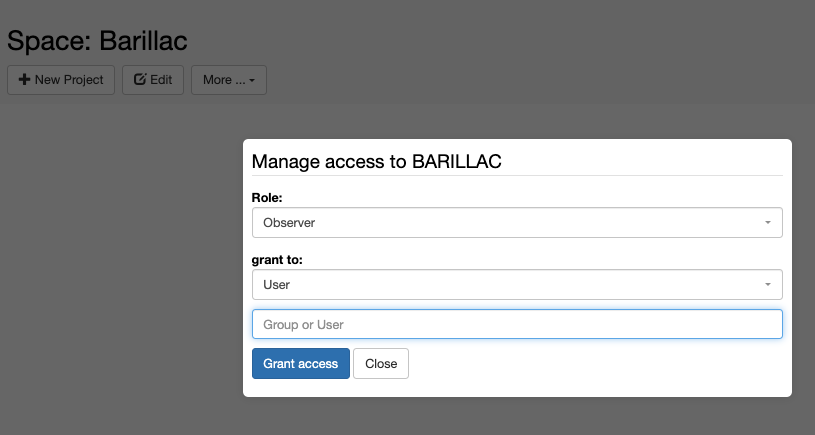 Space: Barillac
New Project Edit More ...
Manage access to BARILLAC
Role:
Observer
grant to:
User
Group or User
Grant access Close